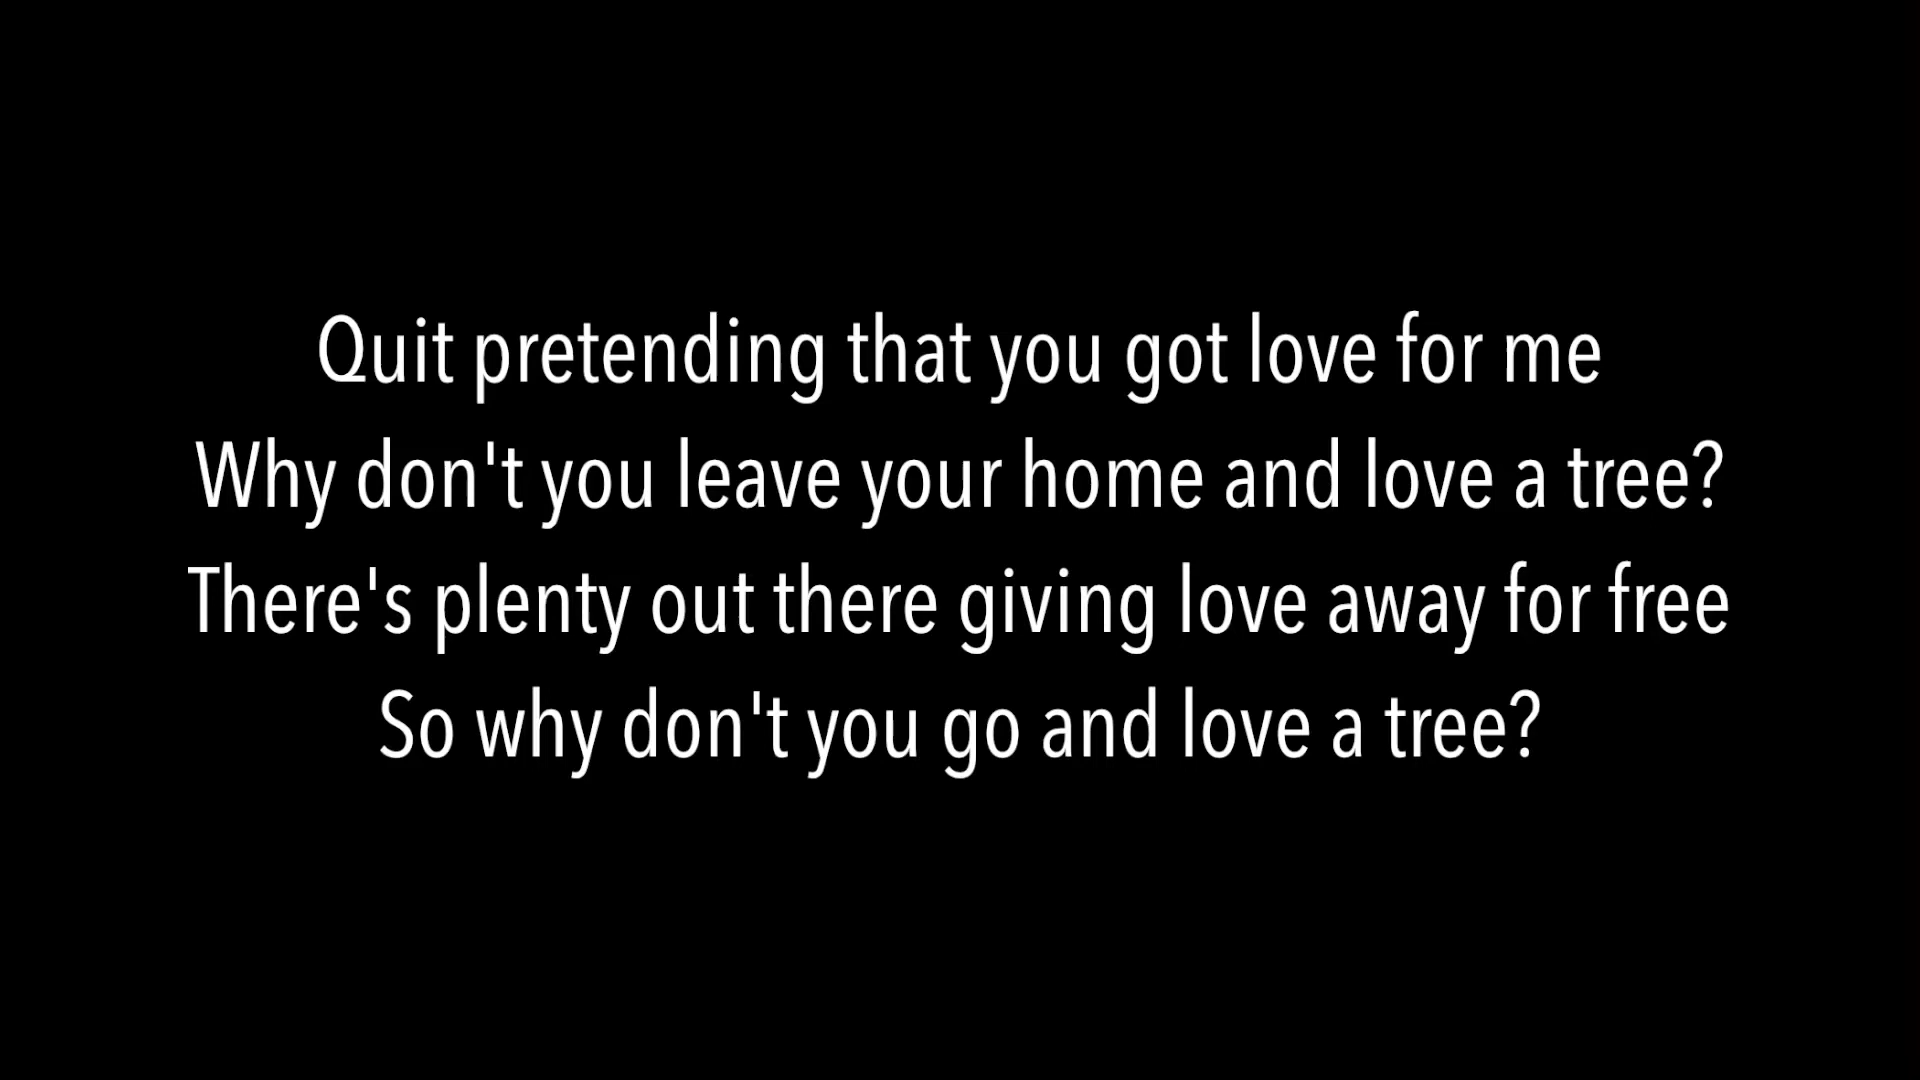 Quit pretending that you got love for me
Why don't you leave your home and love a tree?
There's plenty out there giving love away for free
So why don't you go and love a tree?